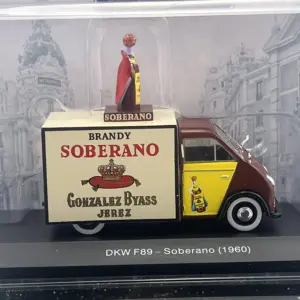 SOBERANO
BRANDY
SOBERANO
GONZALEZ BYASS
JEREZ
DKW F89 - Soberano (1960)